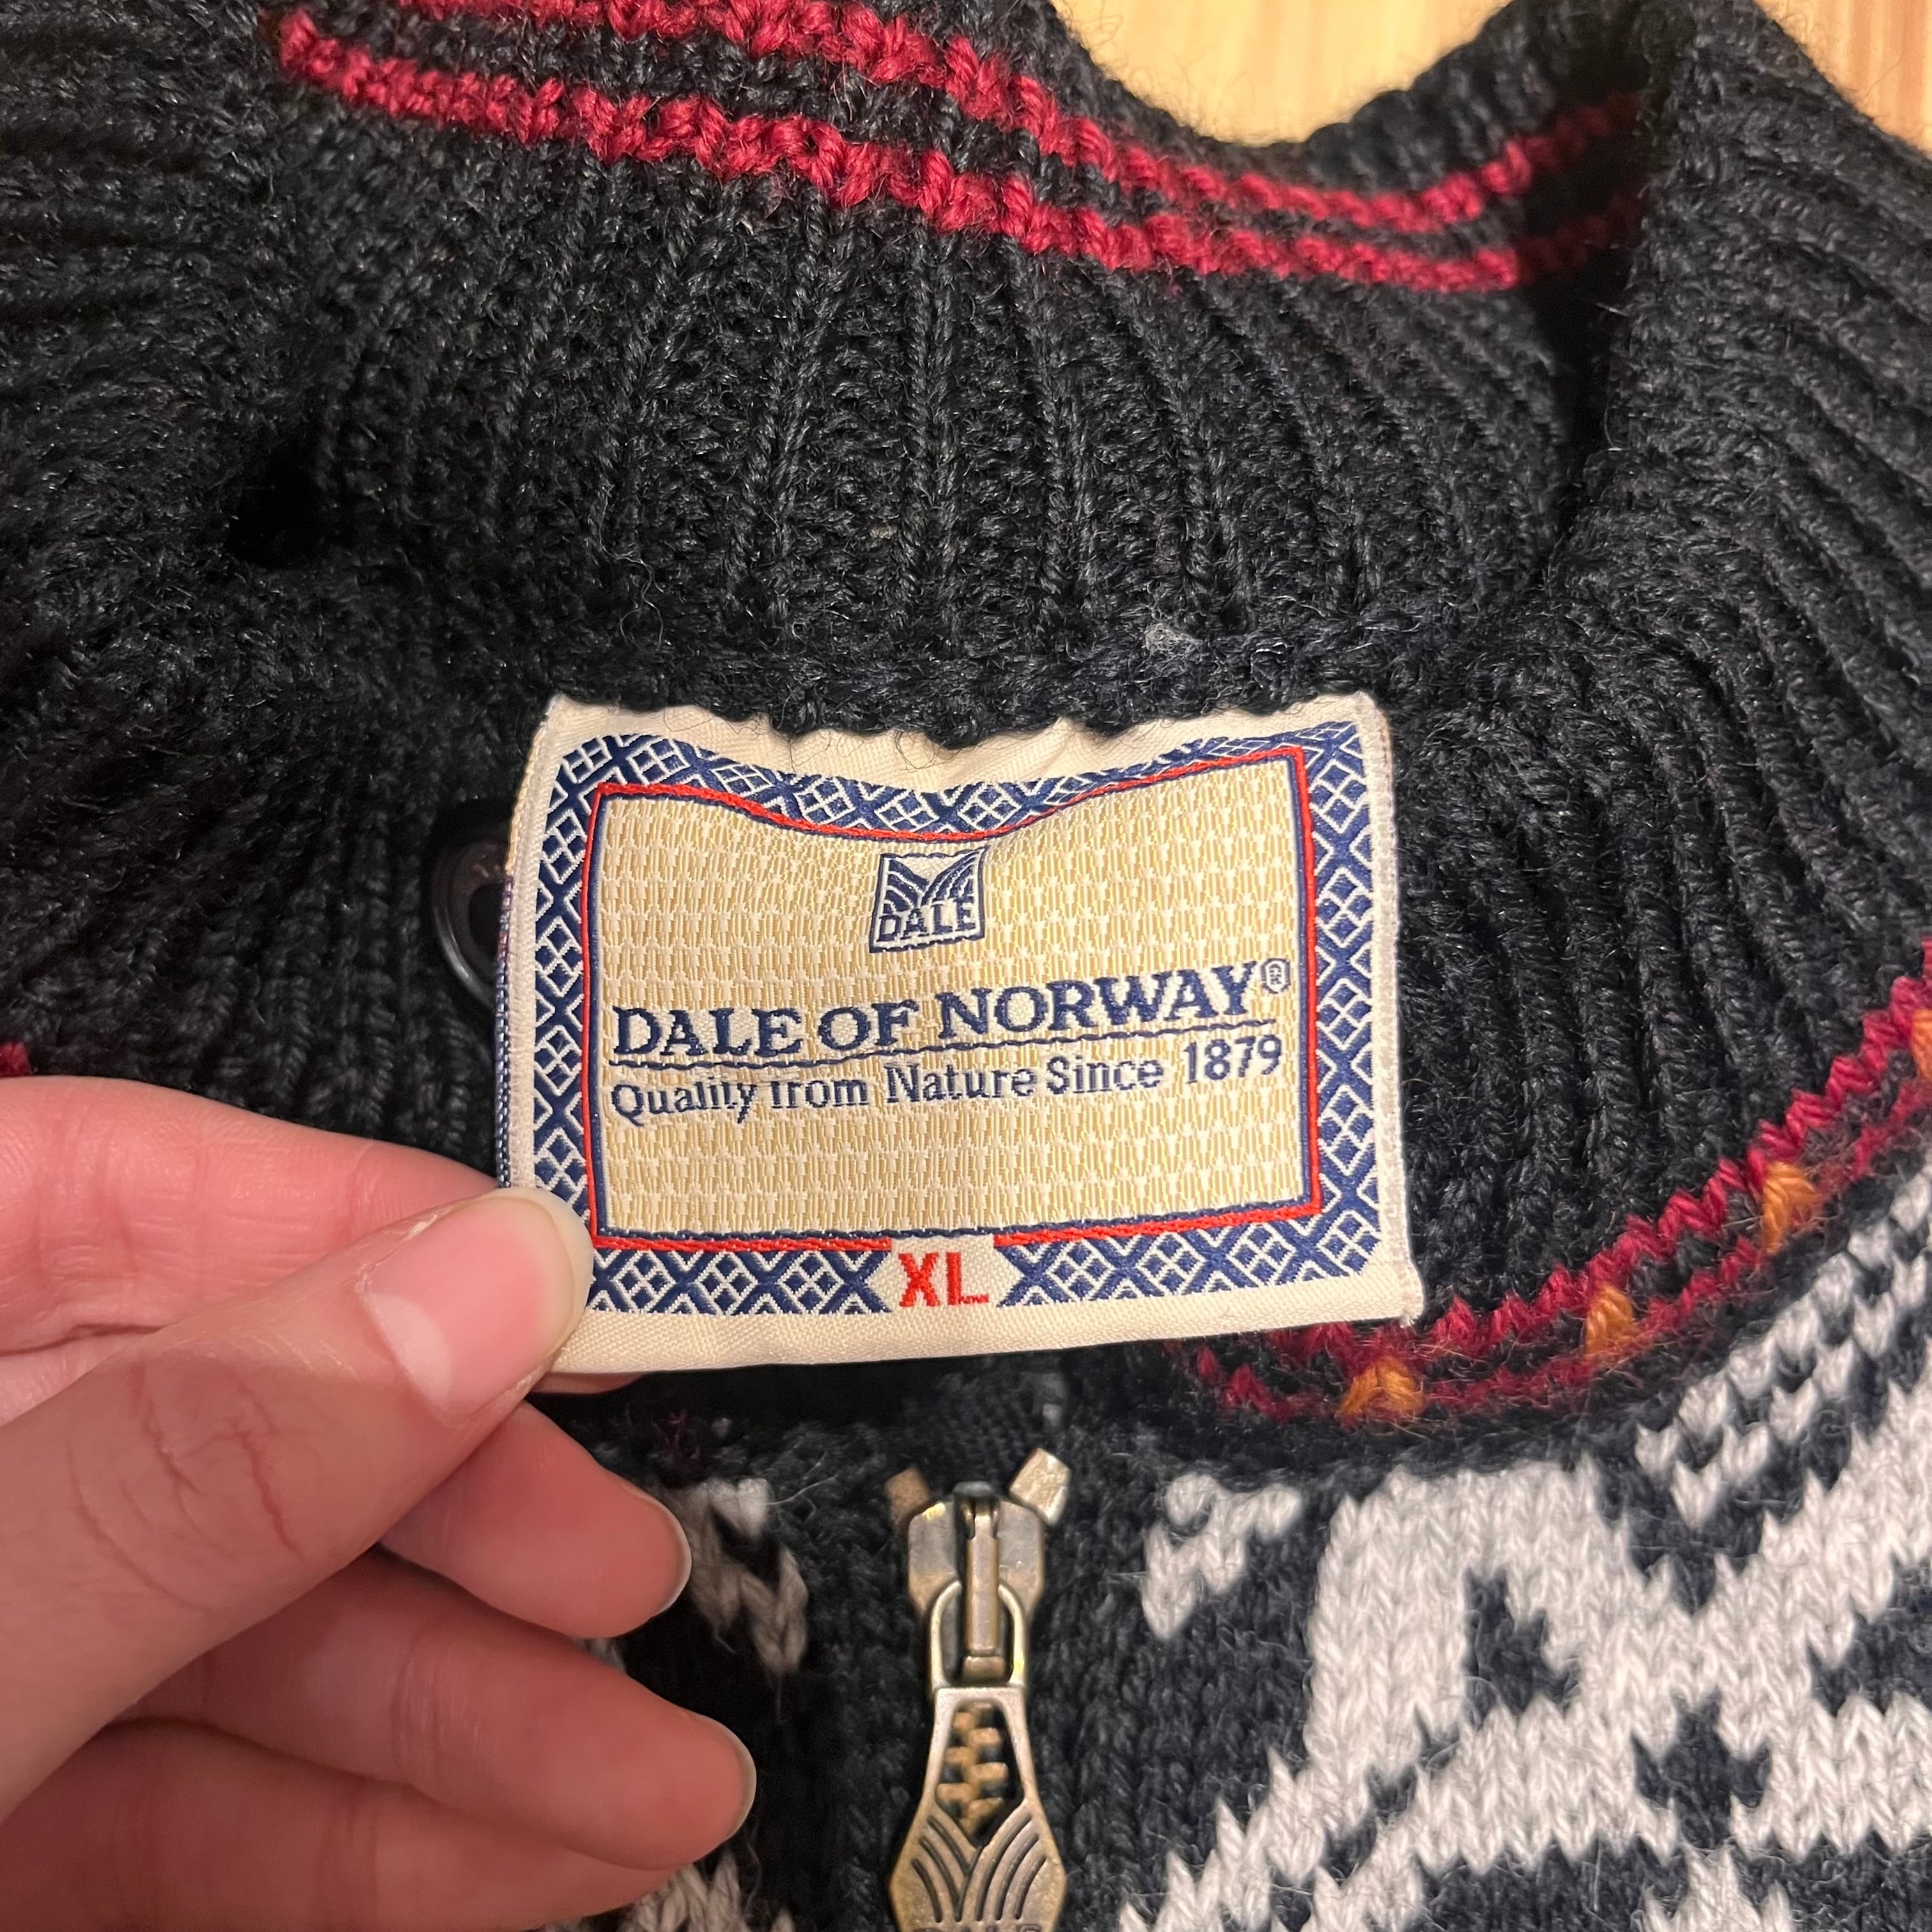 DALE
DALE OF NORWAY®
Quality from Nature Since 1879
XL